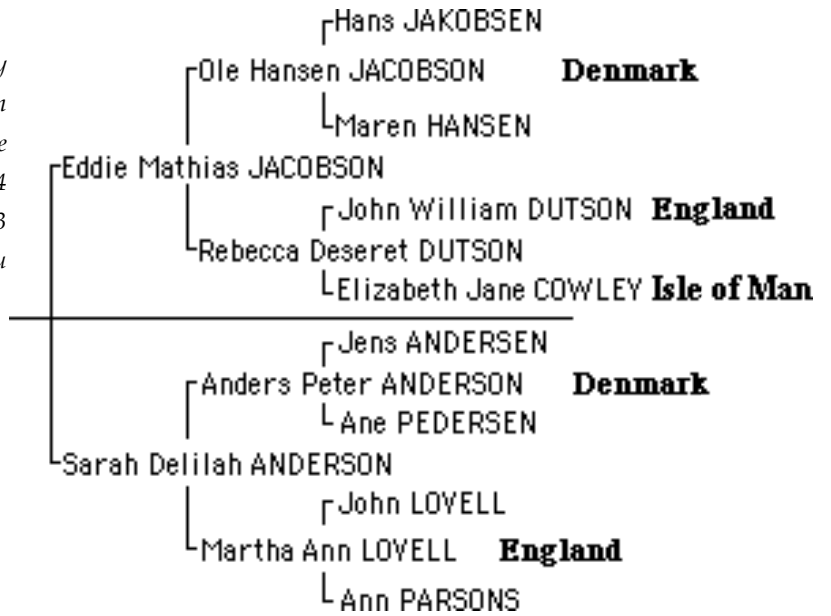 Hans JAKOBSEN
Ole Hansen JACOBSON Denmark
Maren HANSEN
Eddie Mathias JACOBSON
John William DUTSON England
Rebecca Deseret DUTSON
Elizabeth Jane COWLEY Isle of Man
Jens ANDERSEN
Anders Peter ANDERSON Denmark
Ane PEDERSEN
Sarah Delilah ANDERSON
John LOVELL
Martha Ann LOVELL England
Ann PARSONS